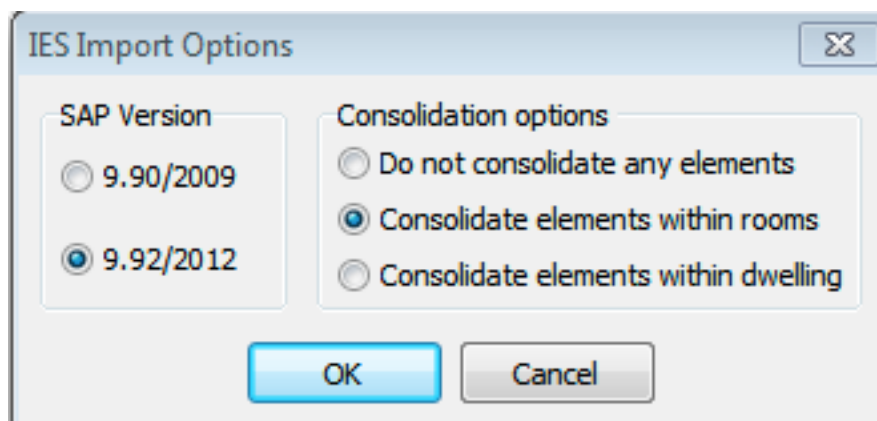 IES Import Options
SAP Version
9.90/2009
9.92/2012
Consolidation options
Do not consolidate any elements
Consolidate elements within rooms
Consolidate elements within dwelling
OK
Cancel